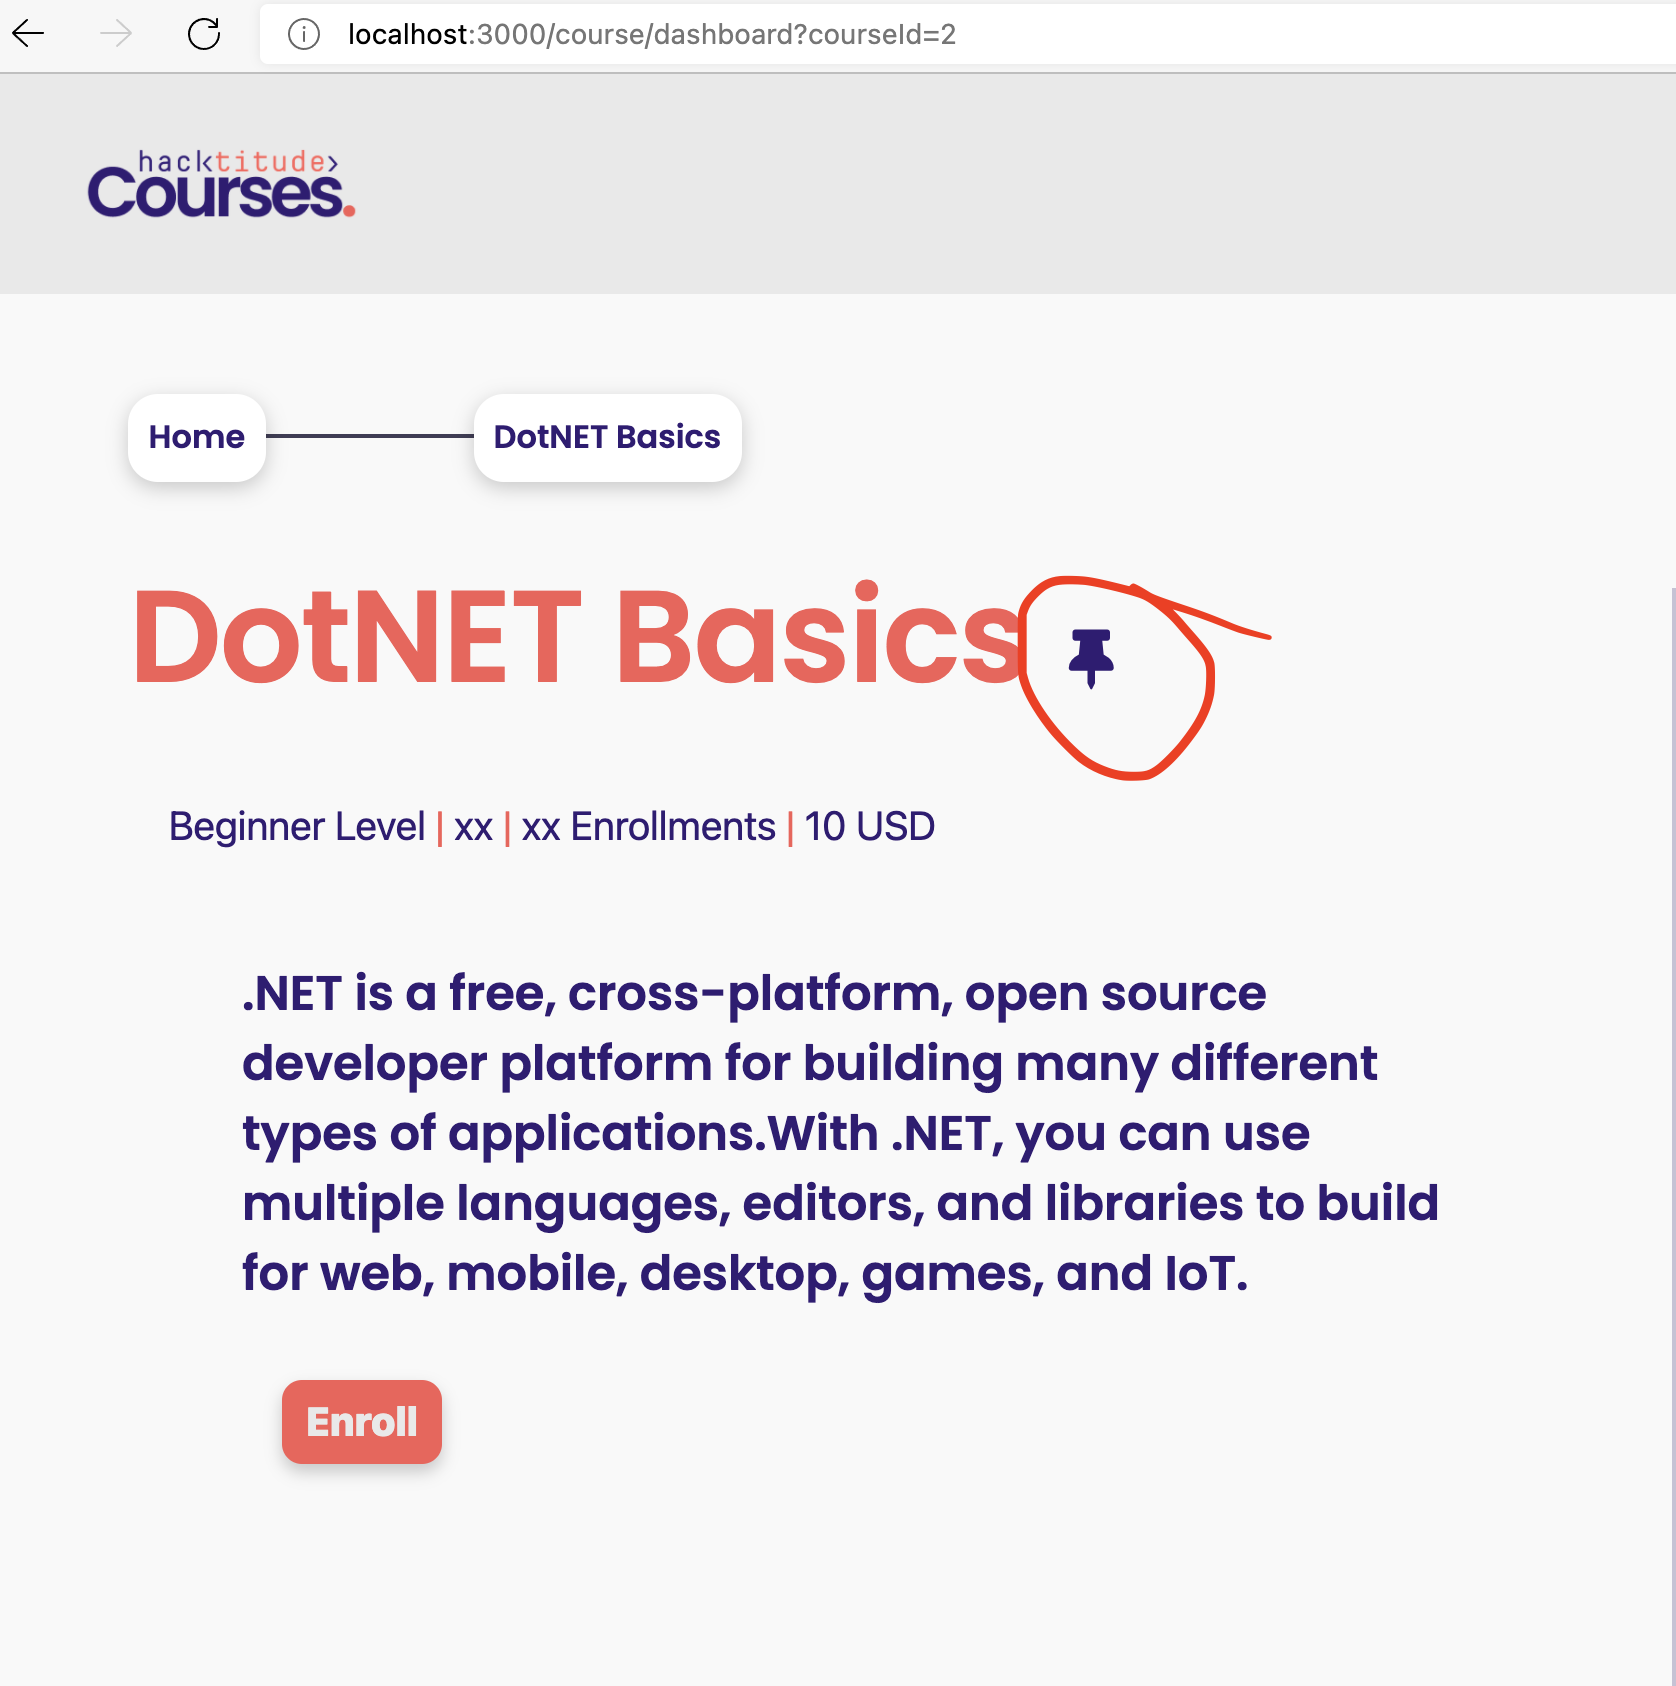 localhost:3000/course/dashboard?courseId=2
hack<titude>
Courses.
Home
DotNET Basics
DotNET Basics
Beginner Level | xx | xx Enrollments | 10 USD
.NET is a free, cross-platform, open source
developer platform for building many different
types of applications.With .NET, you can use
multiple languages, editors, and libraries to build
for web, mobile, desktop, games, and IoT.
Enroll